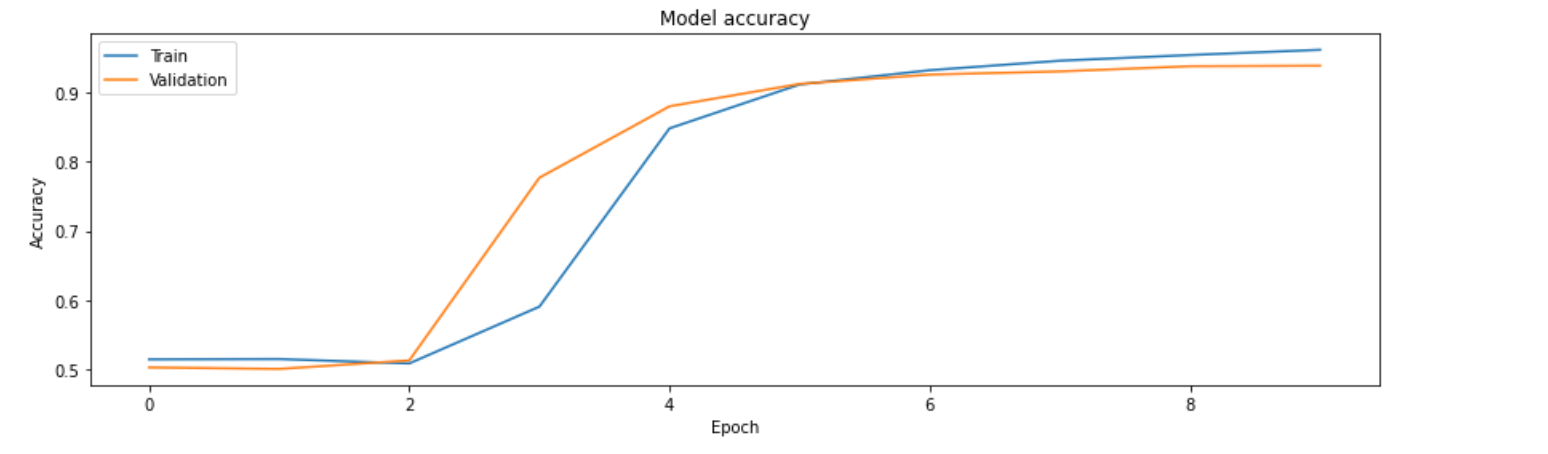 Model accuracy
Train
Validation
0.9
0.8
0.7
0.6
0.5
Accuracy
0 2 4 6 8
Epoch